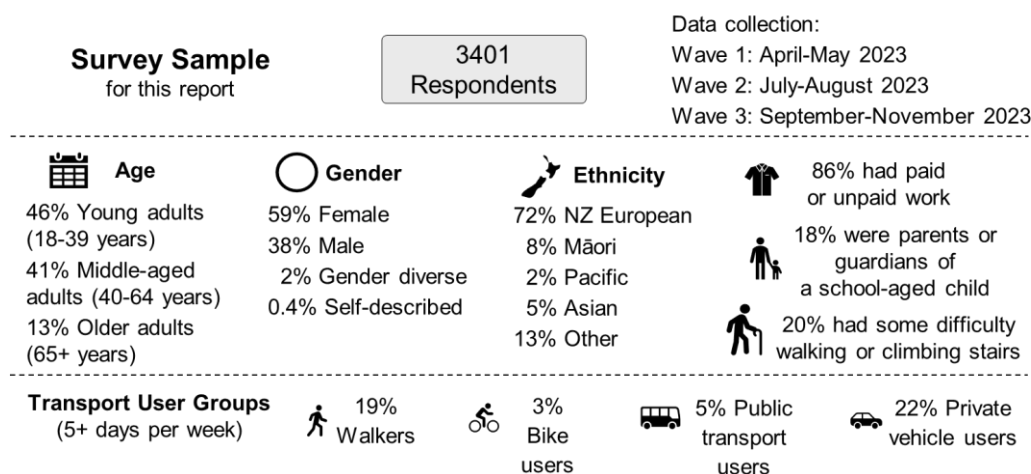 Survey Sample
for this report
3401
Respondents
Data collection:
Wave 1: April-May 2023
Wave 2: July-August 2023
Wave 3: September-November 2023
Age
46% Young adults
(18-39 years)
41% Middle-aged
adults (40-64 years)
13% Older adults
(65+ years)
Gender
59% Female
38% Male
2% Gender diverse
0.4% Self-described
Ethnicity
72% NZ European
8% Māori
2% Pacific
5% Asian
13% Other
86% had paid
or unpaid work
18% were parents or
guardians of
a school-aged child
20% had some difficulty
walking or climbing stairs
Transport User Groups
(5+ days per week)
19%
Walkers
3%
Bike
users
5% Public
transport
users
22% Private
vehicle users